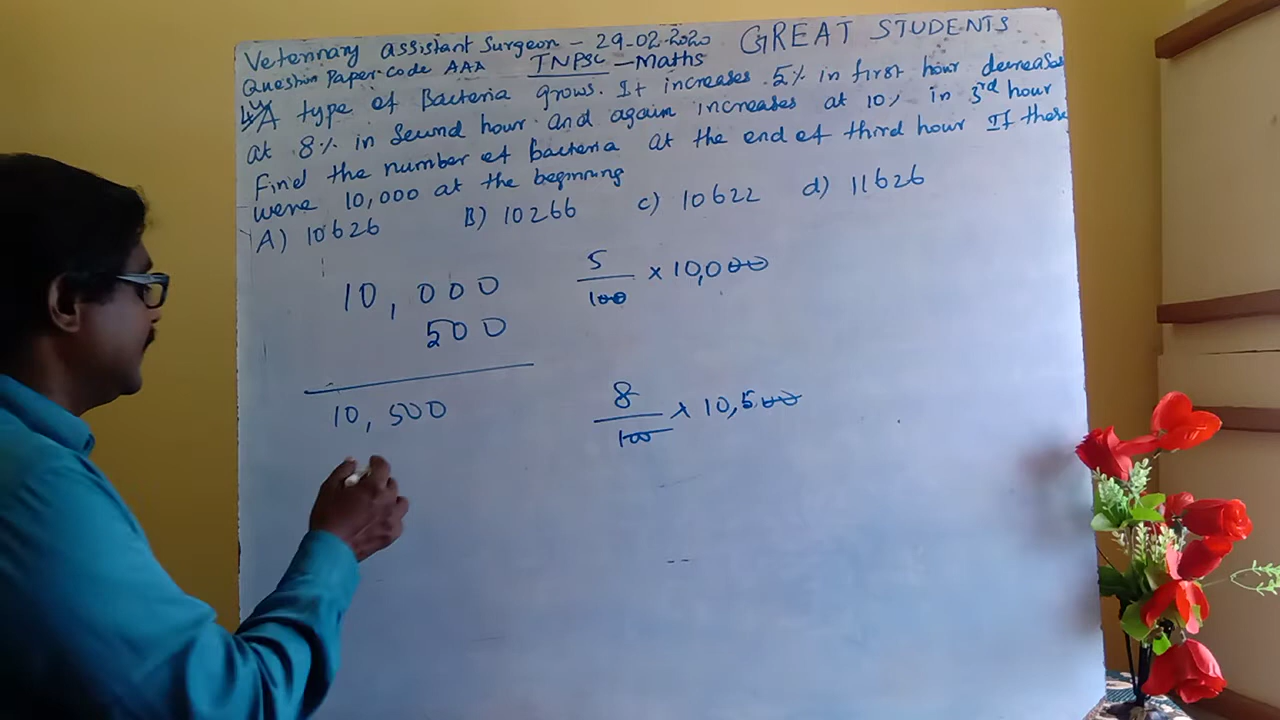 Veterinary Assistant Surgeon - 29-02-2020 GREAT STUDENTS
Question Paper Code AAA TNPSC - Maths
A type of Bacteria grows. It increases 5% in first hour decreases
at 8% in second hour and again increases at 10% in 3rd hour
Find the number of bacteria at the end of third hour If there
were 10,000 at the beginning
A) 10626 B) 10266 C) 10622 d) 11626
10,000
500
10,500
5/100 × 10,000
8/100 × 10,500